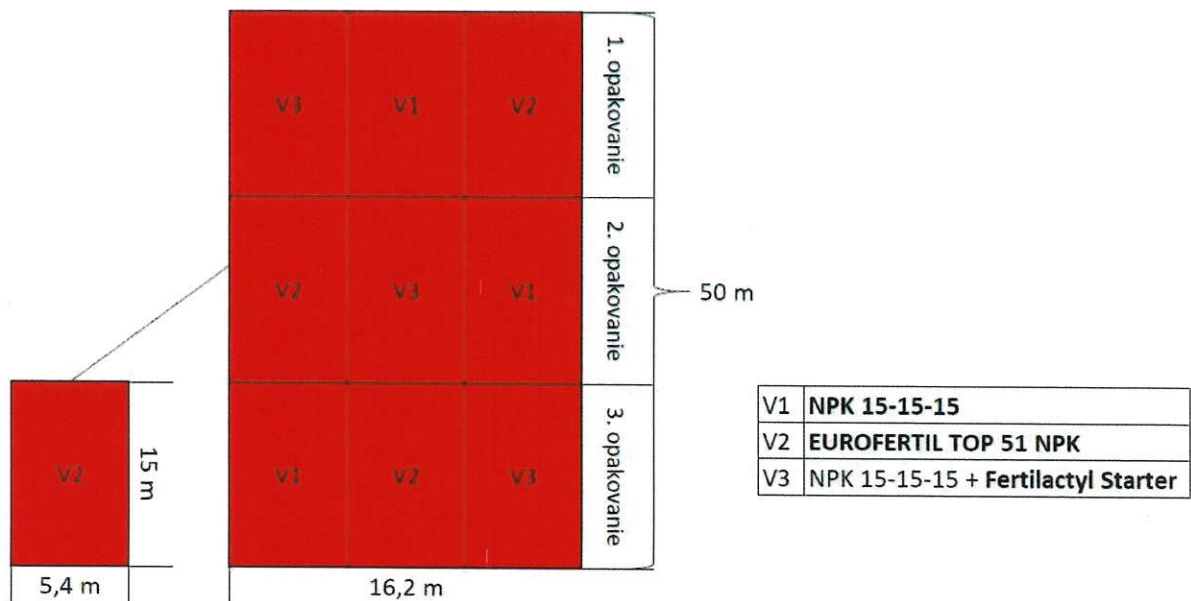 V3 V1 V2
1. opakovanie
V2 V3 V1
2. opakovanie
50 m
V1 V2 V3
3. opakovanie
V2
15 m
5,4 m
16,2 m
V1 NPK 15-15-15
V2 EUROFERTIL TOP 51 NPK
V3 NPK 15-15-15 + Fertilactyl Starter